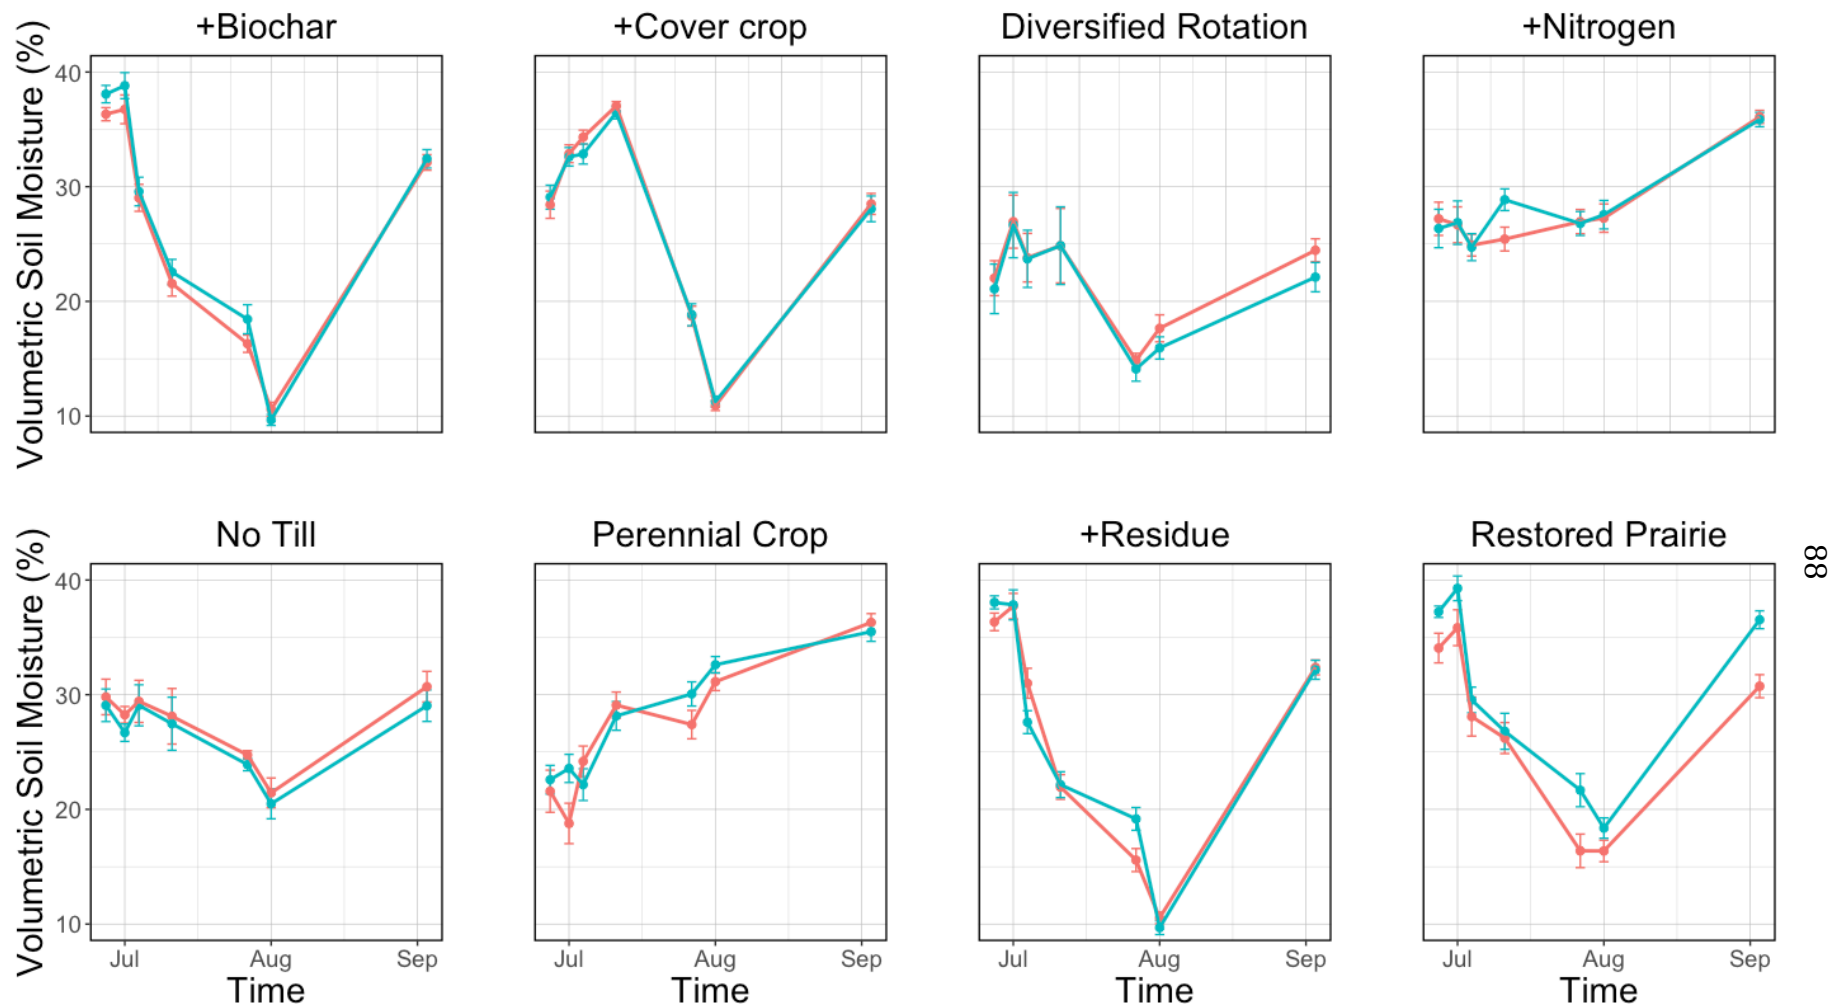 +Biochar
+Cover crop
Diversified Rotation
+Nitrogen
Volumetric Soil Moisture (%)
40
30
20
10
No Till
Perennial Crop
+Residue
Restored Prairie
Volumetric Soil Moisture (%)
40
30
20
10
Jul Aug Sep
Jul Aug Sep
Jul Aug Sep
Jul Aug Sep
Time
Time
Time
Time
88